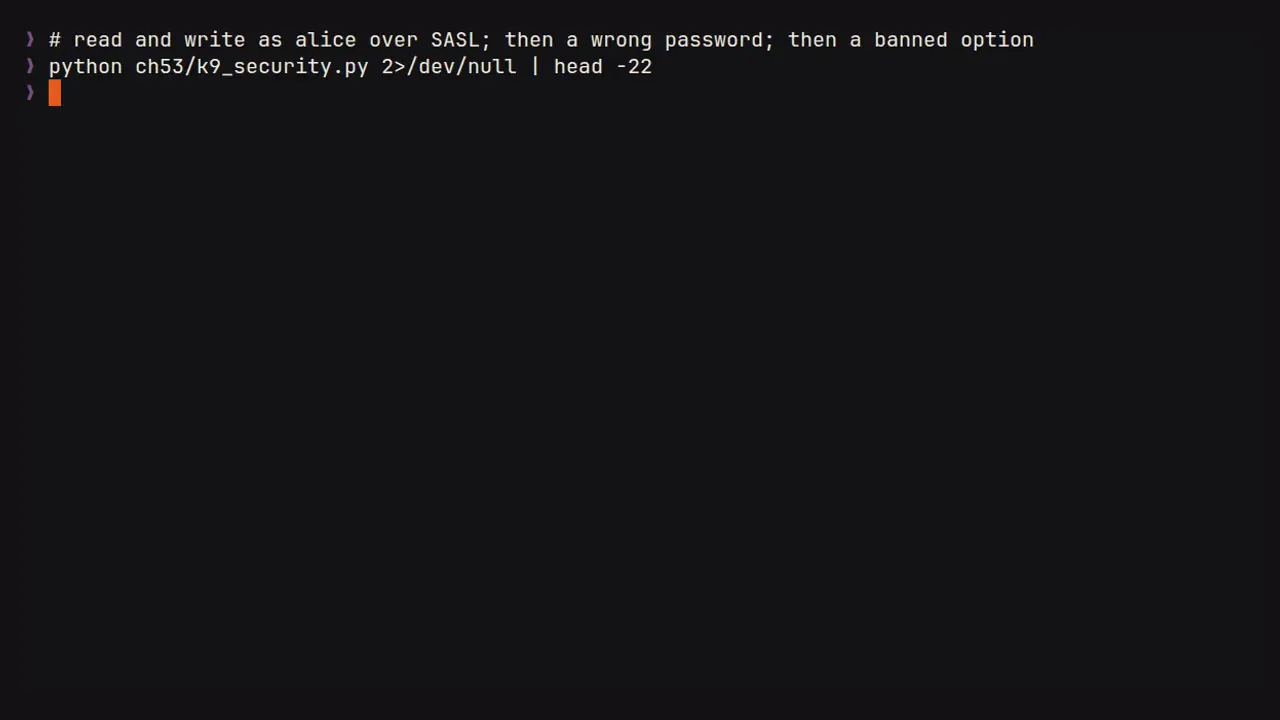 ❯ # read and write as alice over SASL; then a wrong password; then a banned option
❯ python ch53/k9_security.py 2>/dev/null | head -22
❯